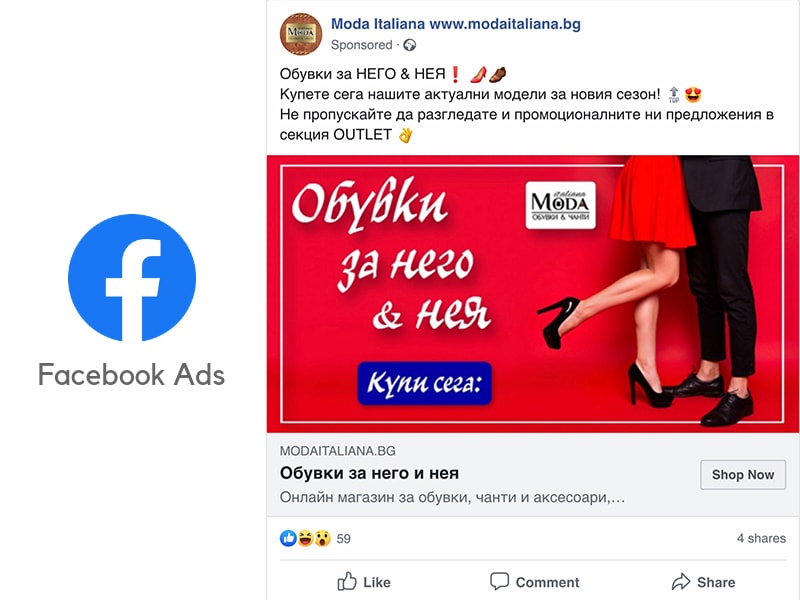 Facebook Ads
Moda Italiana www.modaitaliana.bg
Sponsored ·
Обувки за НЕГО & НЕЯ❗👠👞
Купете сега нашите актуални модели за новия сезон! 🔝 😍
Не пропускайте да разгледате и промоционалните ни предложения в
секция OUTLET 👌
Обувки
за него
& нея
italiana
MODA
ОБУВКИ & ЧАНТИ
Купи сега:
MODAITALIANA.BG
Обувки за него и нея
Онлайн магазин за обувки, чанти и аксесоари,…
Shop Now
59
4 shares
Like
Comment
Share